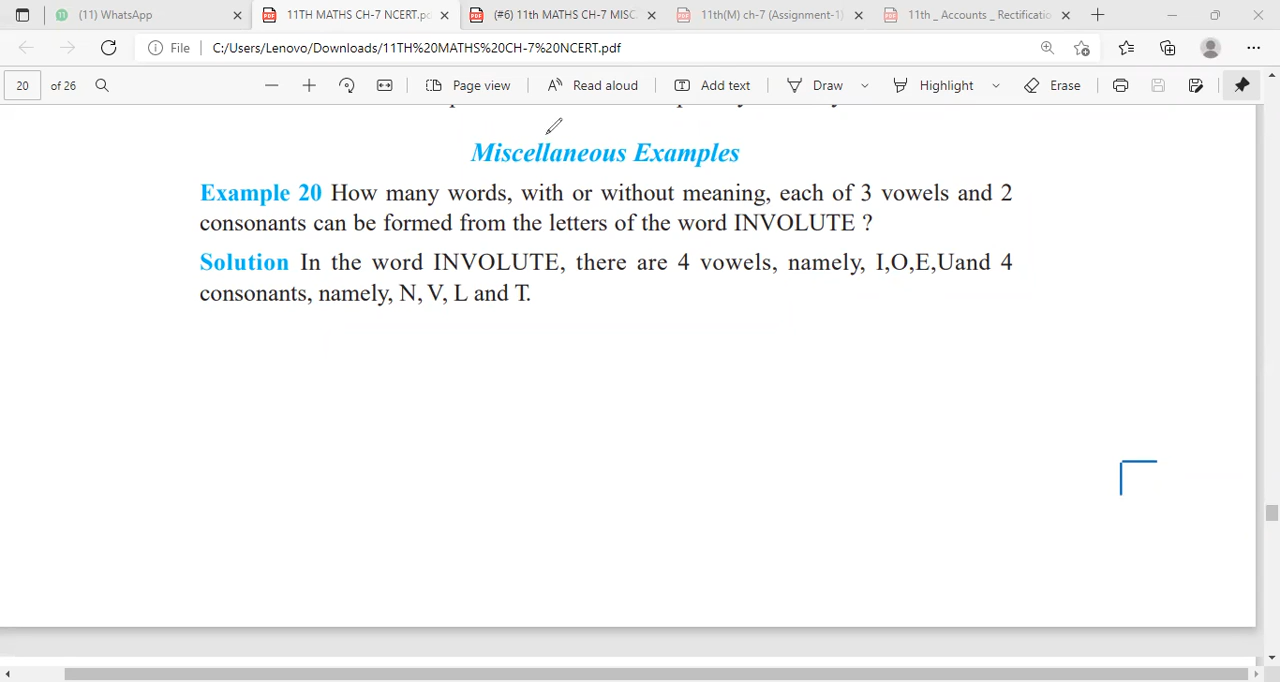 (11) WhatsApp
11TH MATHS CH-7 NCERT.pd
(#6) 11th MATHS CH-7 MISC
11th(M) ch-7 (Assignment-1)
11th _ Accounts _ Rectificatio
File C:/Users/Lenovo/Downloads/11TH%20MATHS%20CH-7%20NCERT.pdf
20 of 26 Page view Read aloud Add text Draw Highlight Erase
Miscellaneous Examples
Example 20 How many words, with or without meaning, each of 3 vowels and 2
consonants can be formed from the letters of the word INVOLUTE ?
Solution In the word INVOLUTE, there are 4 vowels, namely, I,O,E,Uand 4
consonants, namely, N, V, L and T.